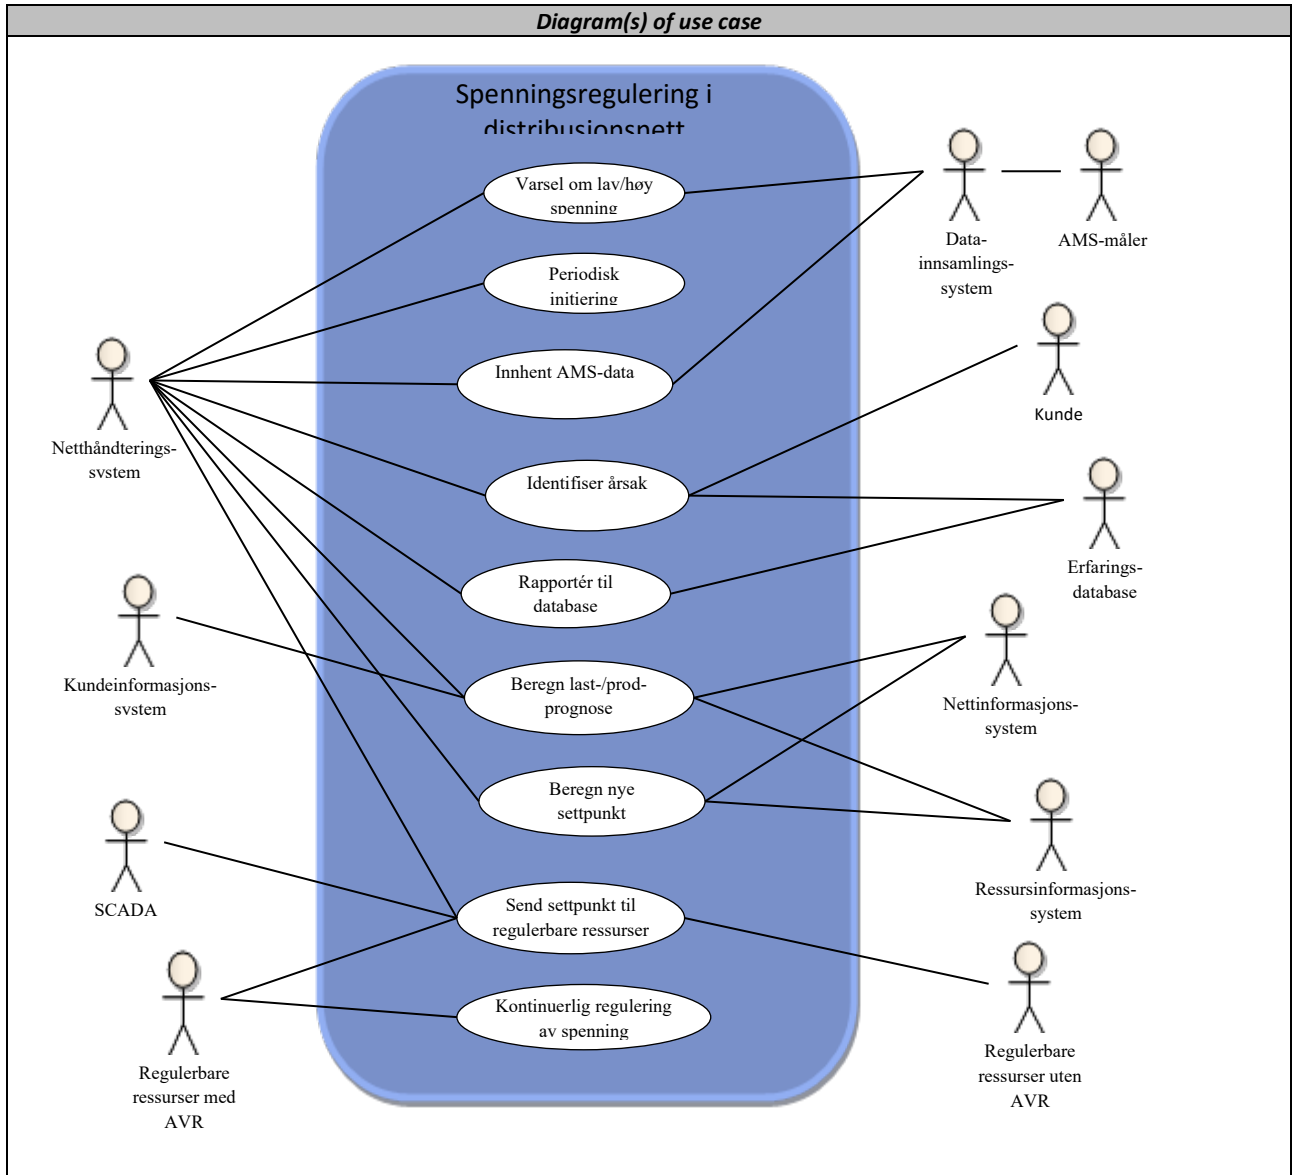 Diagram(s) of use case
Spenningsregulering i
distribusjonsnett
Varsel om lav/høy
spenning
Periodisk
initiering
Innhent AMS-data
Identifiser årsak
Rapportér til
database
Beregn last-/prod-
prognose
Beregn nye
settpunkt
Send settpunkt til
regulerbare ressurser
Kontinuerlig regulering
av spenning
Netthåndterings-
system
Kundeinformasjons-
system
SCADA
Regulerbare
ressurser med
AVR
Data-
innsamlings-
system
AMS-måler
Kunde
Erfarings-
database
Nettinformasjons-
system
Ressursinformasjons-
system
Regulerbare
ressurser uten
AVR